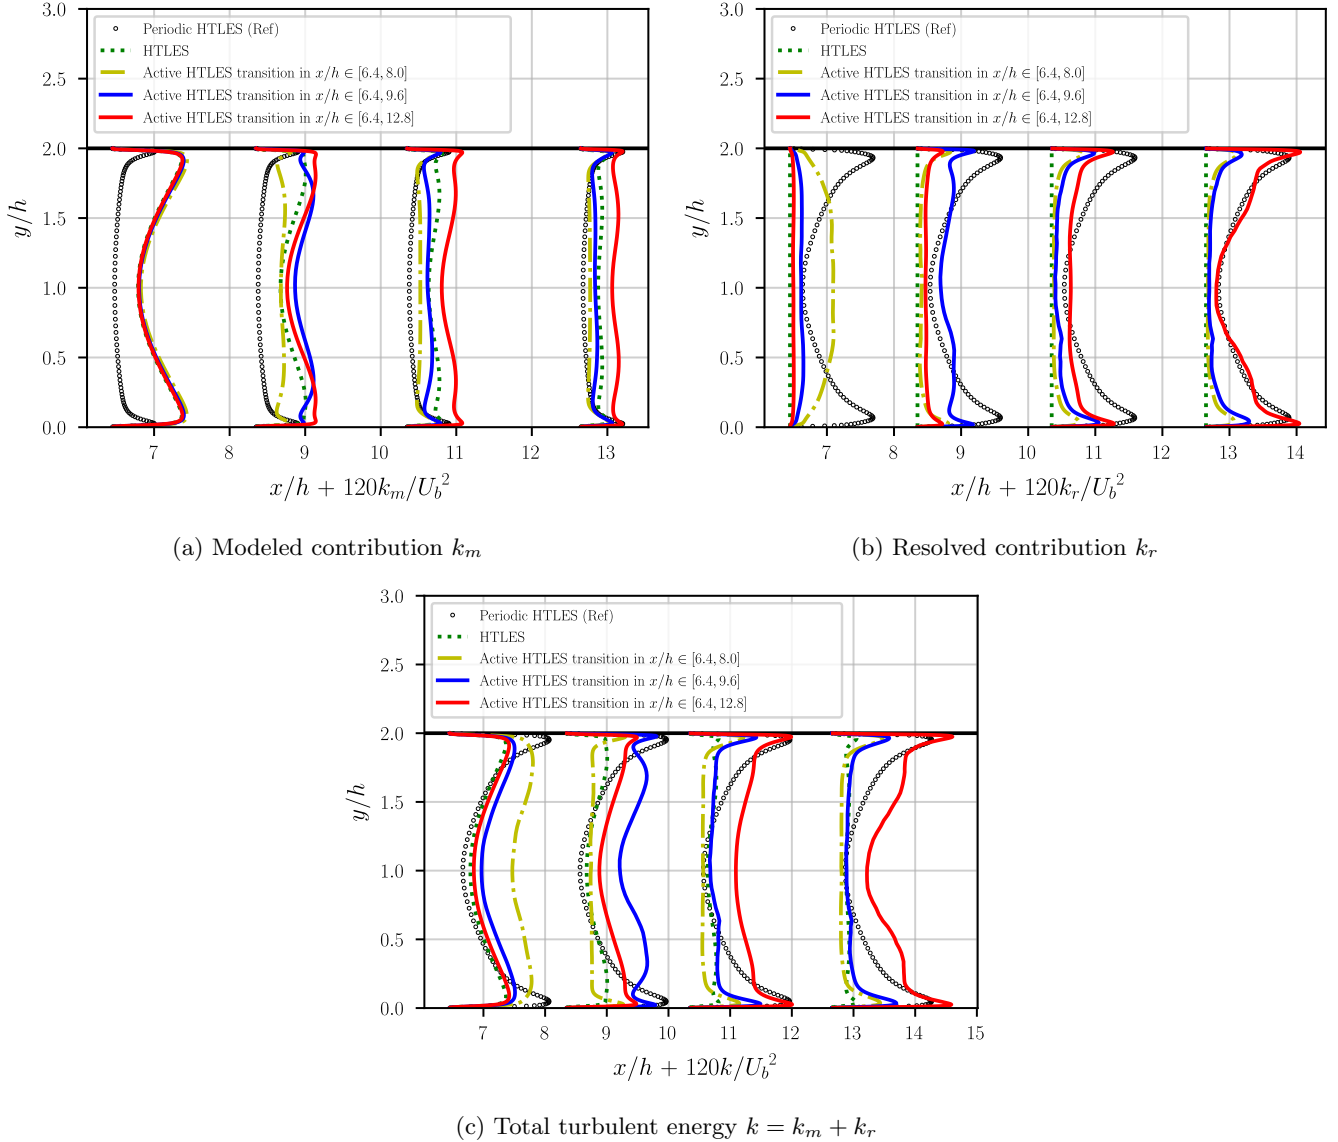 3.0
2.5
2.0
1.5
1.0
0.5
0.0
y/h
Periodic HTLES (Ref)
HTLES
Active HTLES transition in x/h ∈ [6.4, 8.0]
Active HTLES transition in x/h ∈ [6.4, 9.6]
Active HTLES transition in x/h ∈ [6.4, 12.8]
7 8 9 10 11 12 13
x/h + 120k_m/U_b²
(a) Modeled contribution k_m
3.0
2.5
2.0
1.5
1.0
0.5
0.0
y/h
Periodic HTLES (Ref)
HTLES
Active HTLES transition in x/h ∈ [6.4, 8.0]
Active HTLES transition in x/h ∈ [6.4, 9.6]
Active HTLES transition in x/h ∈ [6.4, 12.8]
7 8 9 10 11 12 13 14
x/h + 120k_r/U_b²
(b) Resolved contribution k_r
3.0
2.5
2.0
1.5
1.0
0.5
0.0
y/h
Periodic HTLES (Ref)
HTLES
Active HTLES transition in x/h ∈ [6.4, 8.0]
Active HTLES transition in x/h ∈ [6.4, 9.6]
Active HTLES transition in x/h ∈ [6.4, 12.8]
7 8 9 10 11 12 13 14 15
x/h + 120k/U_b²
(c) Total turbulent energy k = k_m + k_r